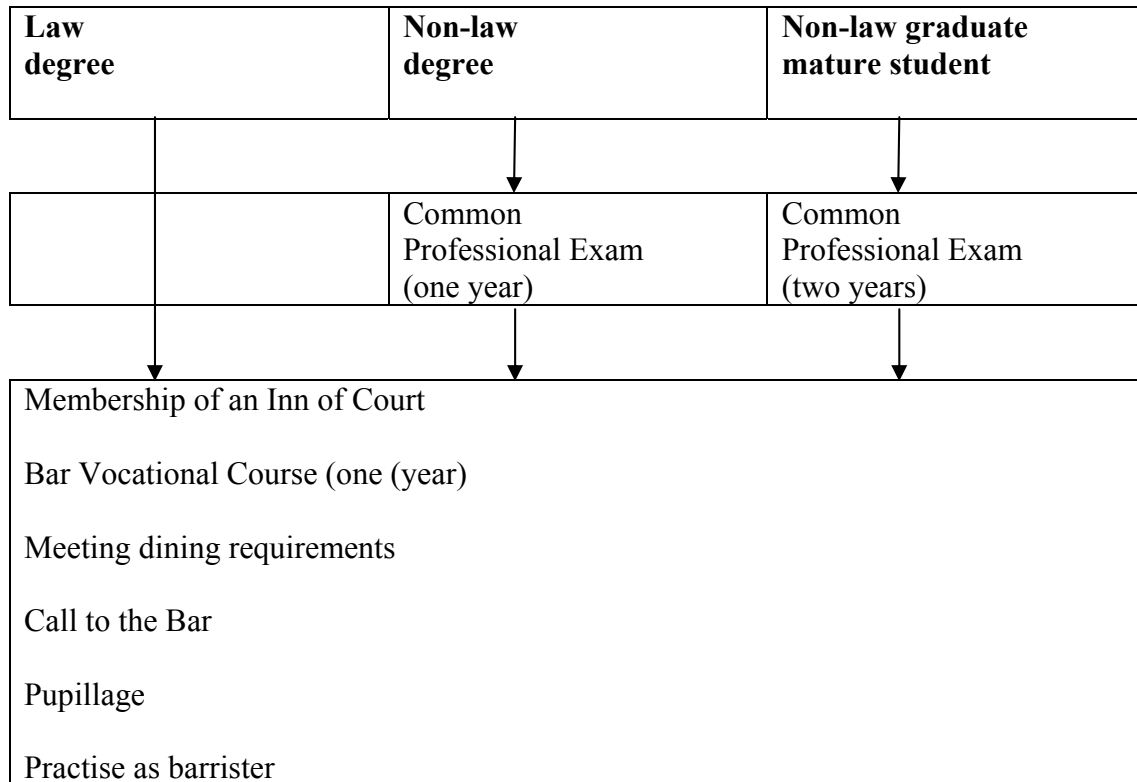 Law
degree
Non-law
degree
Non-law graduate
mature student
Common
Professional Exam
(one year)
Common
Professional Exam
(two years)
Membership of an Inn of Court
Bar Vocational Course (one (year)
Meeting dining requirements
Call to the Bar
Pupillage
Practise as barrister